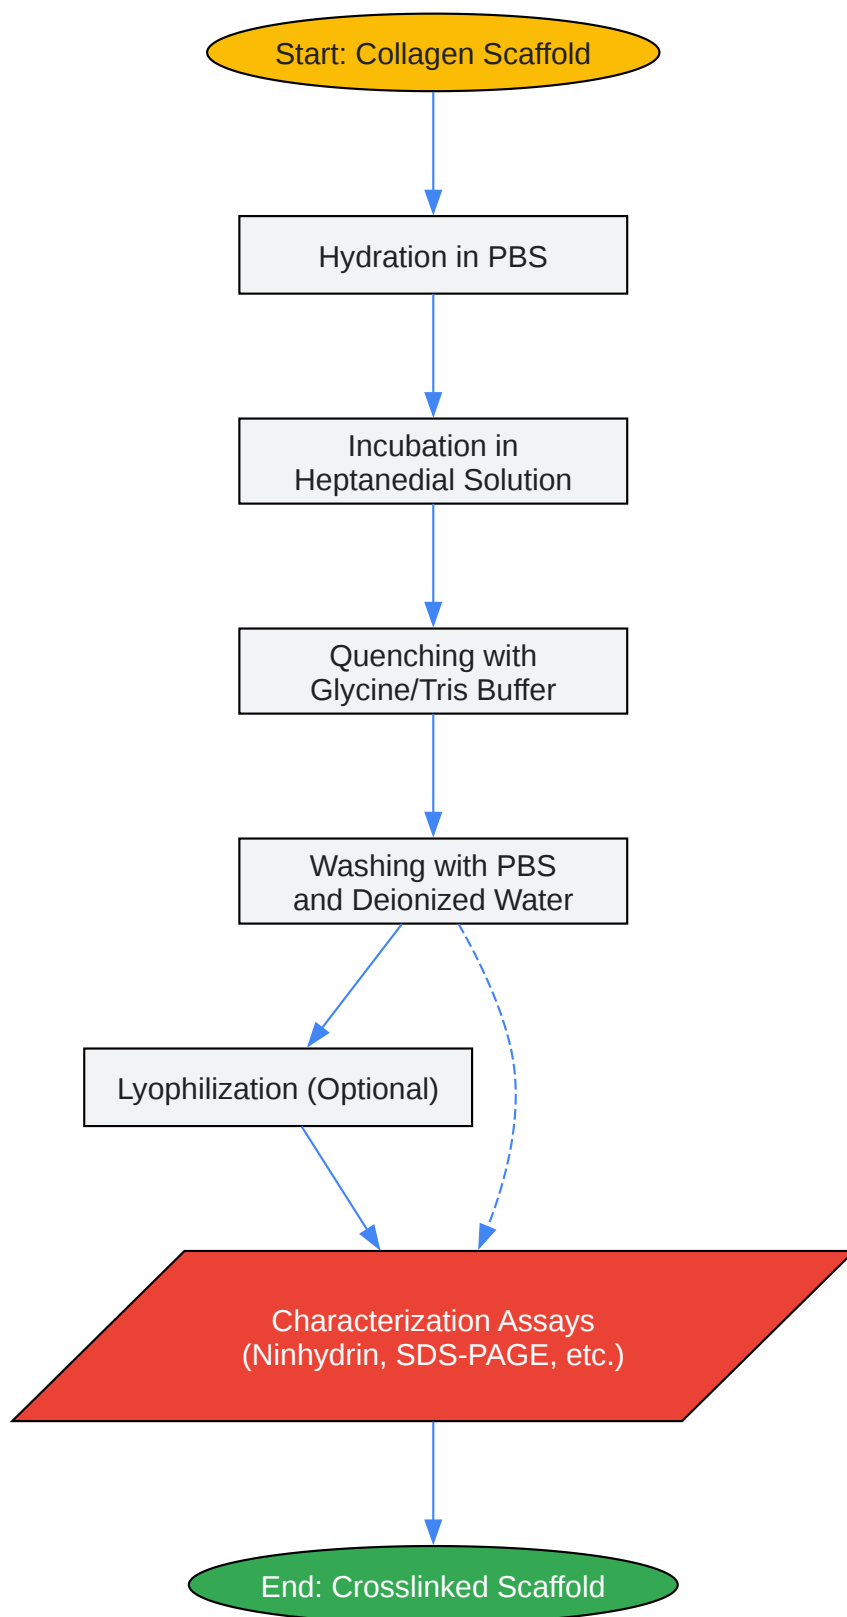 Start: Collagen Scaffold
Hydration in PBS
Incubation in
Heptanedial Solution
Quenching with
Glycine/Tris Buffer
Washing with PBS
and Deionized Water
Lyophilization (Optional)
Characterization Assays
(Ninhydrin, SDS-PAGE, etc.)
End: Crosslinked Scaffold